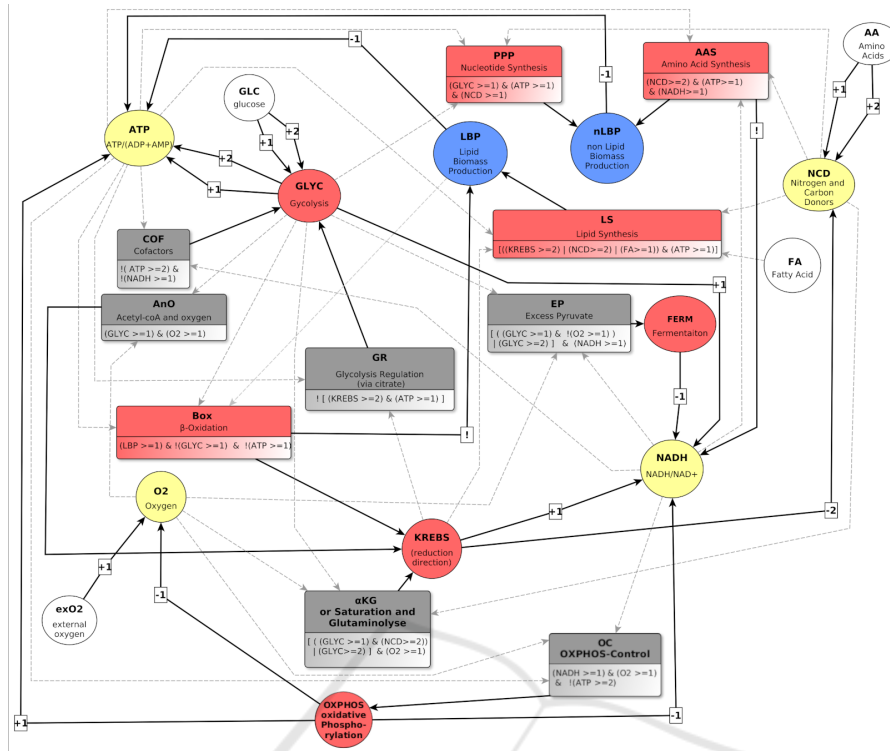 AA
Amino
Acids
PPP
Nucleotide Synthesis
(GLYC >=1) & (ATP >=1)
& (NCD >=1)
AAS
Amino Acid Synthesis
(NCD>=2) & (ATP>=1)
& (NADH>=1)
-1
-1
+1
+2
!
GLC
glucose
+1
+2
ATP
ATP/(ADP+AMP)
+2
+1
LBP
Lipid
Biomass
Production
nLBP
non Lipid
Biomass
Production
NCD
Nitrogen and
Carbon
Donors
GLYC
Gycolysis
LS
Lipid Synthesis
[((KREBS >=2) | (NCD>=2) | (FA>=1)) & (ATP >=1)]
COF
Cofactors
!( ATP >=2) &
!(NADH >=1)
FA
Fatty Acid
+1
AnO
Acetyl-coA and oxygen
(GLYC >=1) & (O2 >=1)
EP
Excess Pyruvate
[ ( (GLYC >=1) &  !(O2 >=1) )
| (GLYC >=2) ]  &  (NADH >=1)
FERM
Fermentaiton
GR
Glycolysis Regulation
(via citrate)
! [ (KREBS >=2) & (ATP >=1) ]
-1
Box
β-Oxidation
(LBP >=1) & !(GLYC >=1)  &  !(ATP >=1)
!
NADH
NADH/NAD+
O2
Oxygen
+1
-2
KREBS
(reduction
direction)
+1
-1
exO2
external
oxygen
αKG
or Saturation and
Glutaminolyse
[ ( (GLYC >=1) & (NCD>=2))
| (GLYC>=2) ]  & (O2 >=1)
OC
OXPHOS-Control
(NADH >=1) & (O2 >=1)
&  !(ATP >=2)
OXPHOS
oxidative
Phospho-
rylation
+1
-1